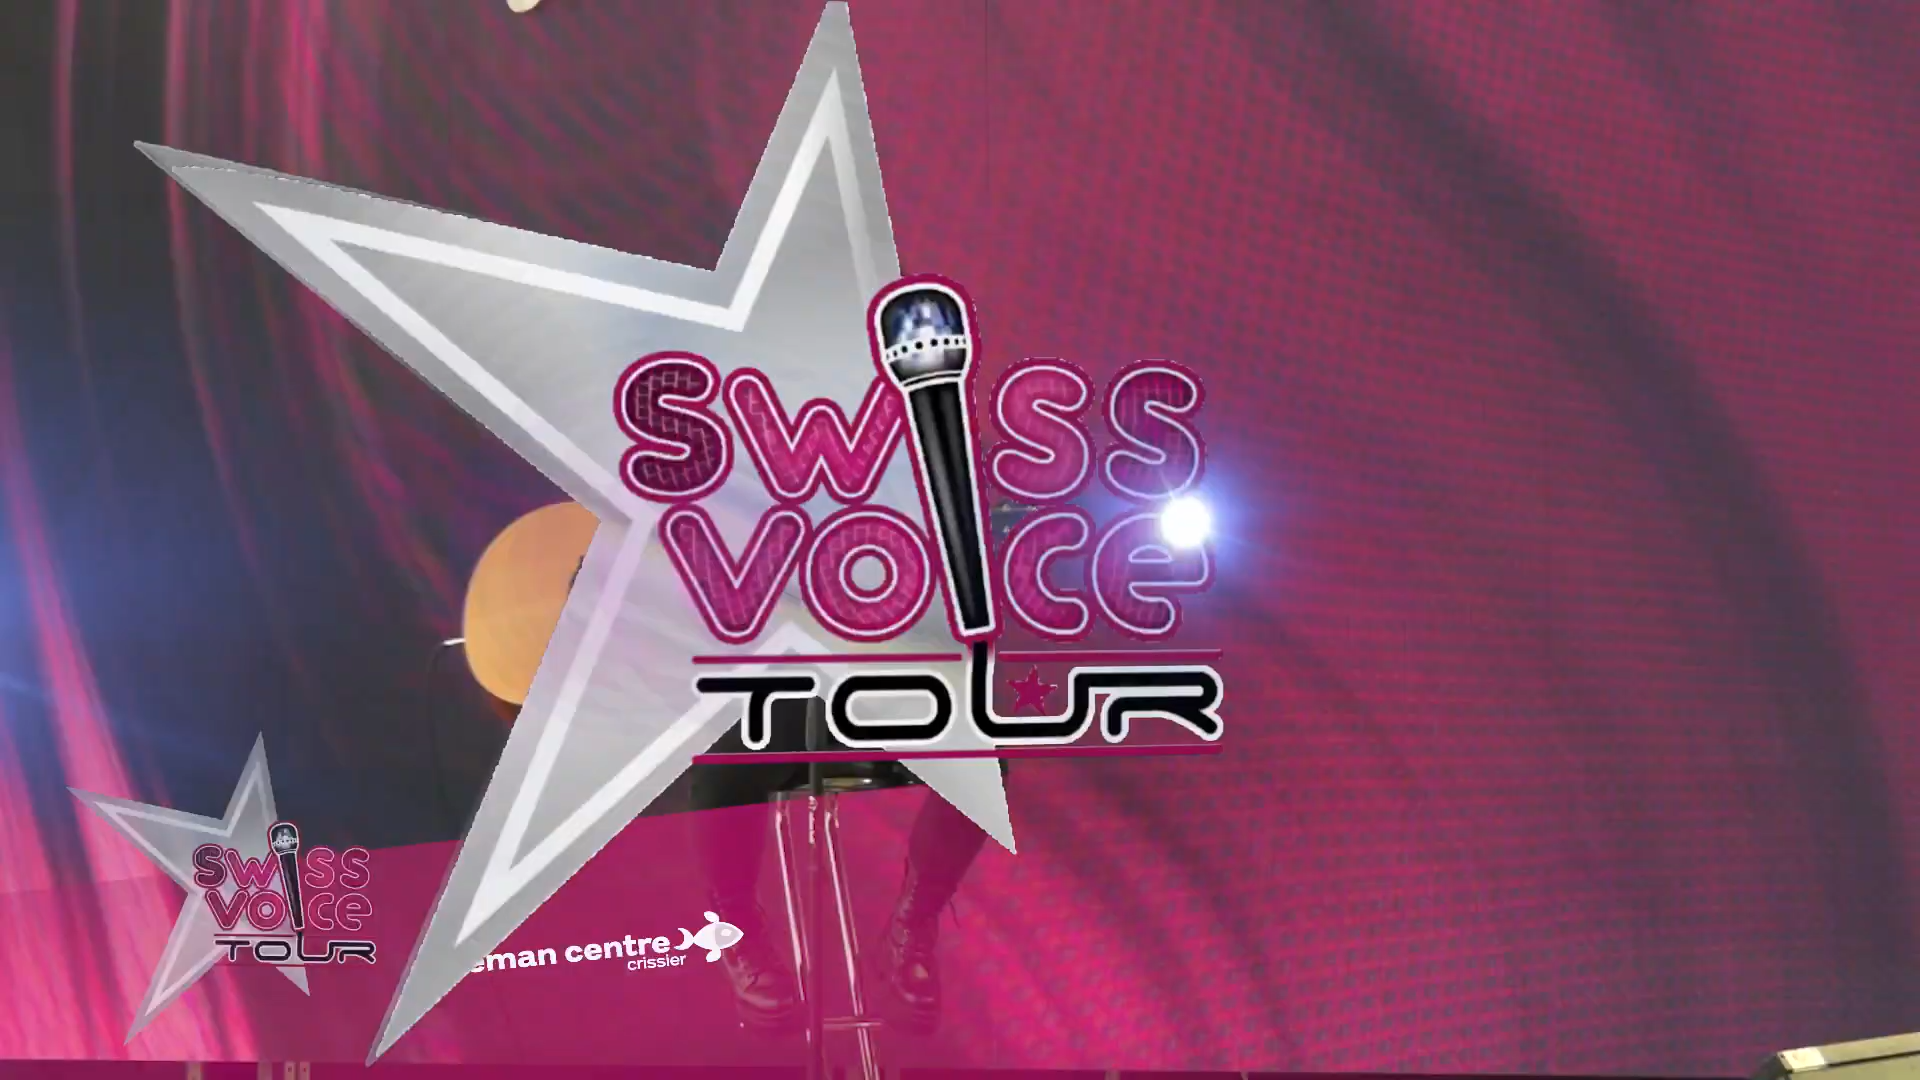 SWISS
VOICE
TOUR
SWISS
VOICE
TOUR
eman centre
crissier